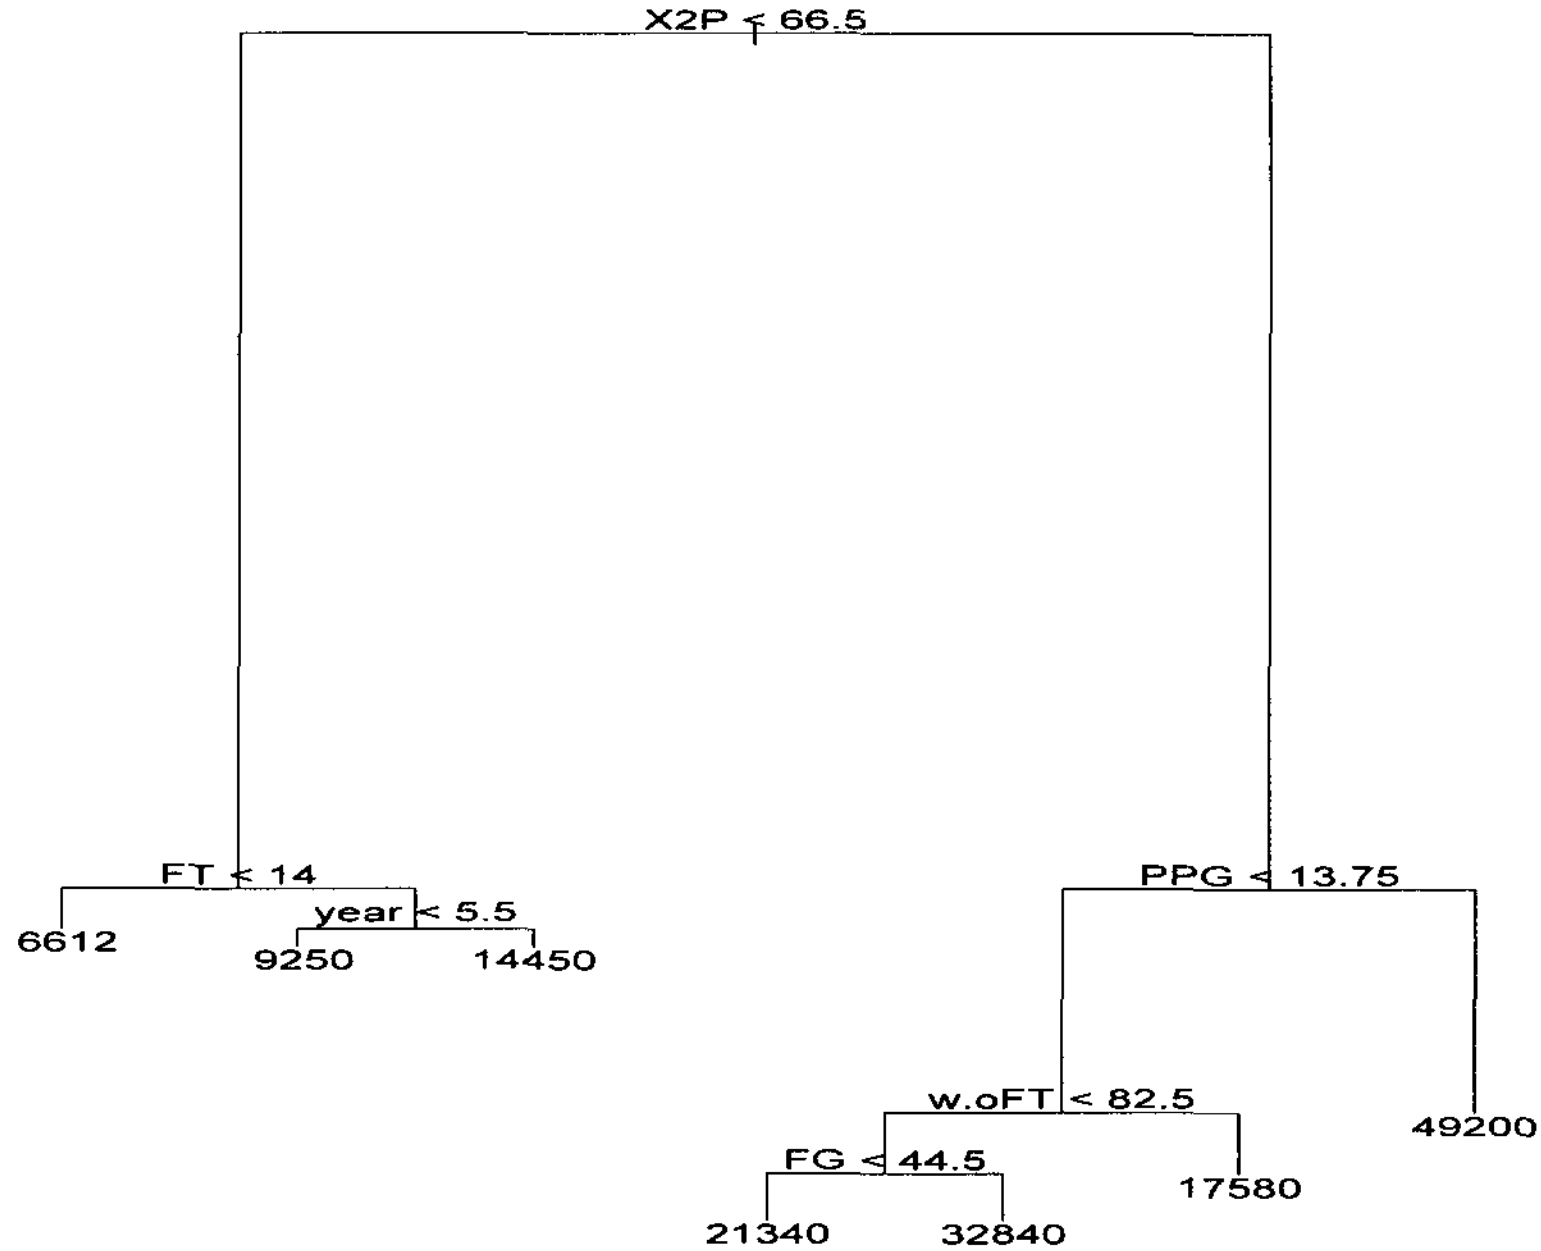 X2P < 66.5
FT < 14
PPG < 13.75
year < 5.5
6612
9250
14450
w.oFT < 82.5
49200
FG < 44.5
17580
21340
32840